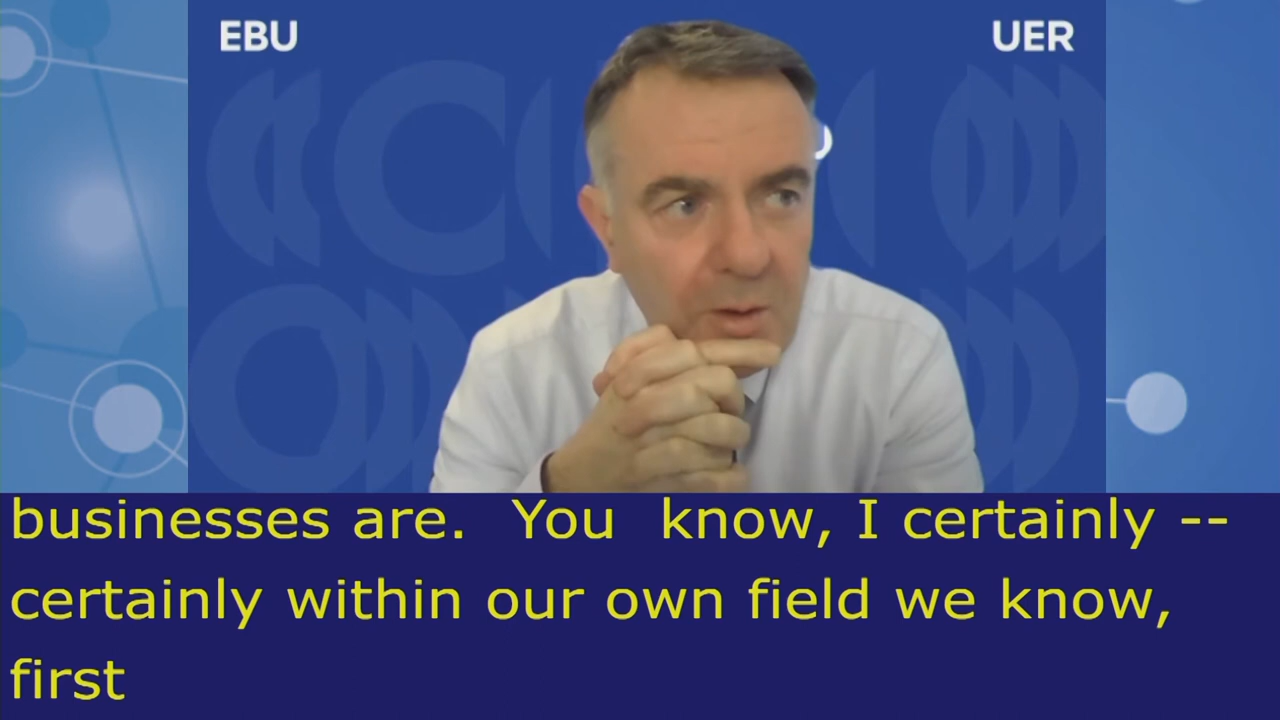 EBU
UER
businesses are.  You  know, I certainly --
certainly within our own field we know,
first